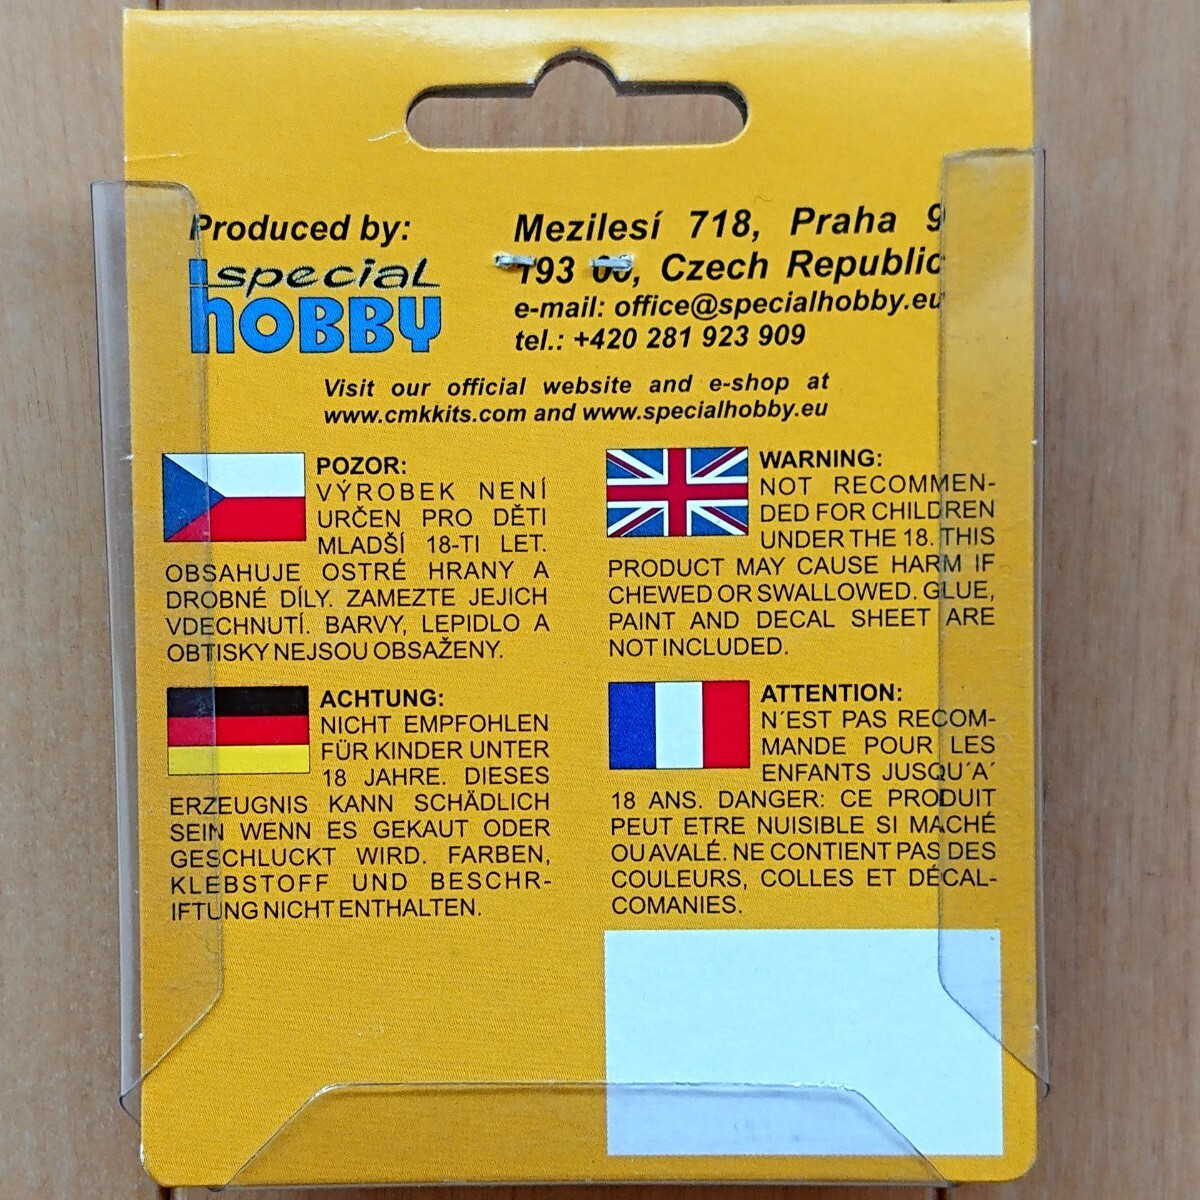 Produced by:
special
hobby
Mezilesí 718, Praha 9
193 00, Czech Republic
e-mail: office@specialhobby.eu
tel.: +420 281 923 909
Visit our official website and e-shop at
www.cmkkits.com and www.specialhobby.eu
POZOR:
VÝROBEK NENÍ
URČEN PRO DĚTI
MLADŠÍ 18-TI LET.
OBSAHUJE OSTRÉ HRANY A
DROBNÉ DÍLY. ZAMEZTE JEJICH
VDECHNUTÍ. BARVY, LEPIDLO A
OBTISKY NEJSOU OBSAŽENY.
WARNING:
NOT RECOMMEN-
DED FOR CHILDREN
UNDER THE 18. THIS
PRODUCT MAY CAUSE HARM IF
CHEWED OR SWALLOWED. GLUE,
PAINT AND DECAL SHEET ARE
NOT INCLUDED.
ACHTUNG:
NICHT EMPFOHLEN
FÜR KINDER UNTER
18 JAHRE. DIESES
ERZEUGNIS KANN SCHÄDLICH
SEIN WENN ES GEKAUT ODER
GESCHLUCKT WIRD. FARBEN,
KLEBSTOFF UND BESCHR-
IFTUNG NICHT ENTHALTEN.
ATTENTION:
N´EST PAS RECOM-
MANDE POUR LES
ENFANTS JUSQU´A´
18 ANS. DANGER: CE PRODUIT
PEUT ETRE NUISIBLE SI MACHÉ
OU AVALÉ. NE CONTIENT PAS DES
COULEURS, COLLES ET DÉCAL-
COMANIES.